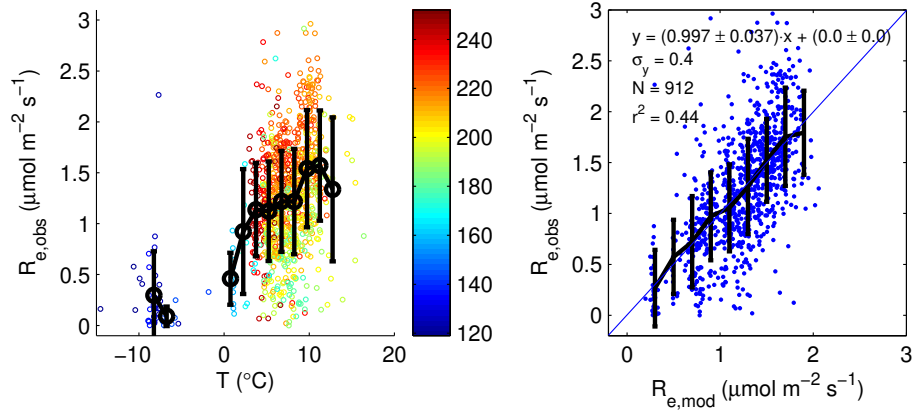 3
2.5
2
1.5
1
0.5
0
R_e,obs (μmol m⁻² s⁻¹)
−10 0 10 20
T (°C)
240
220
200
180
160
140
120
3
2.5
2
1.5
1
0.5
0
R_e,obs (μmol m⁻² s⁻¹)
y = (0.997 ± 0.037)·x + (0.0 ± 0.0)
σ_y = 0.4
N = 912
r² = 0.44
0 1 2 3
R_e,mod (μmol m⁻² s⁻¹)